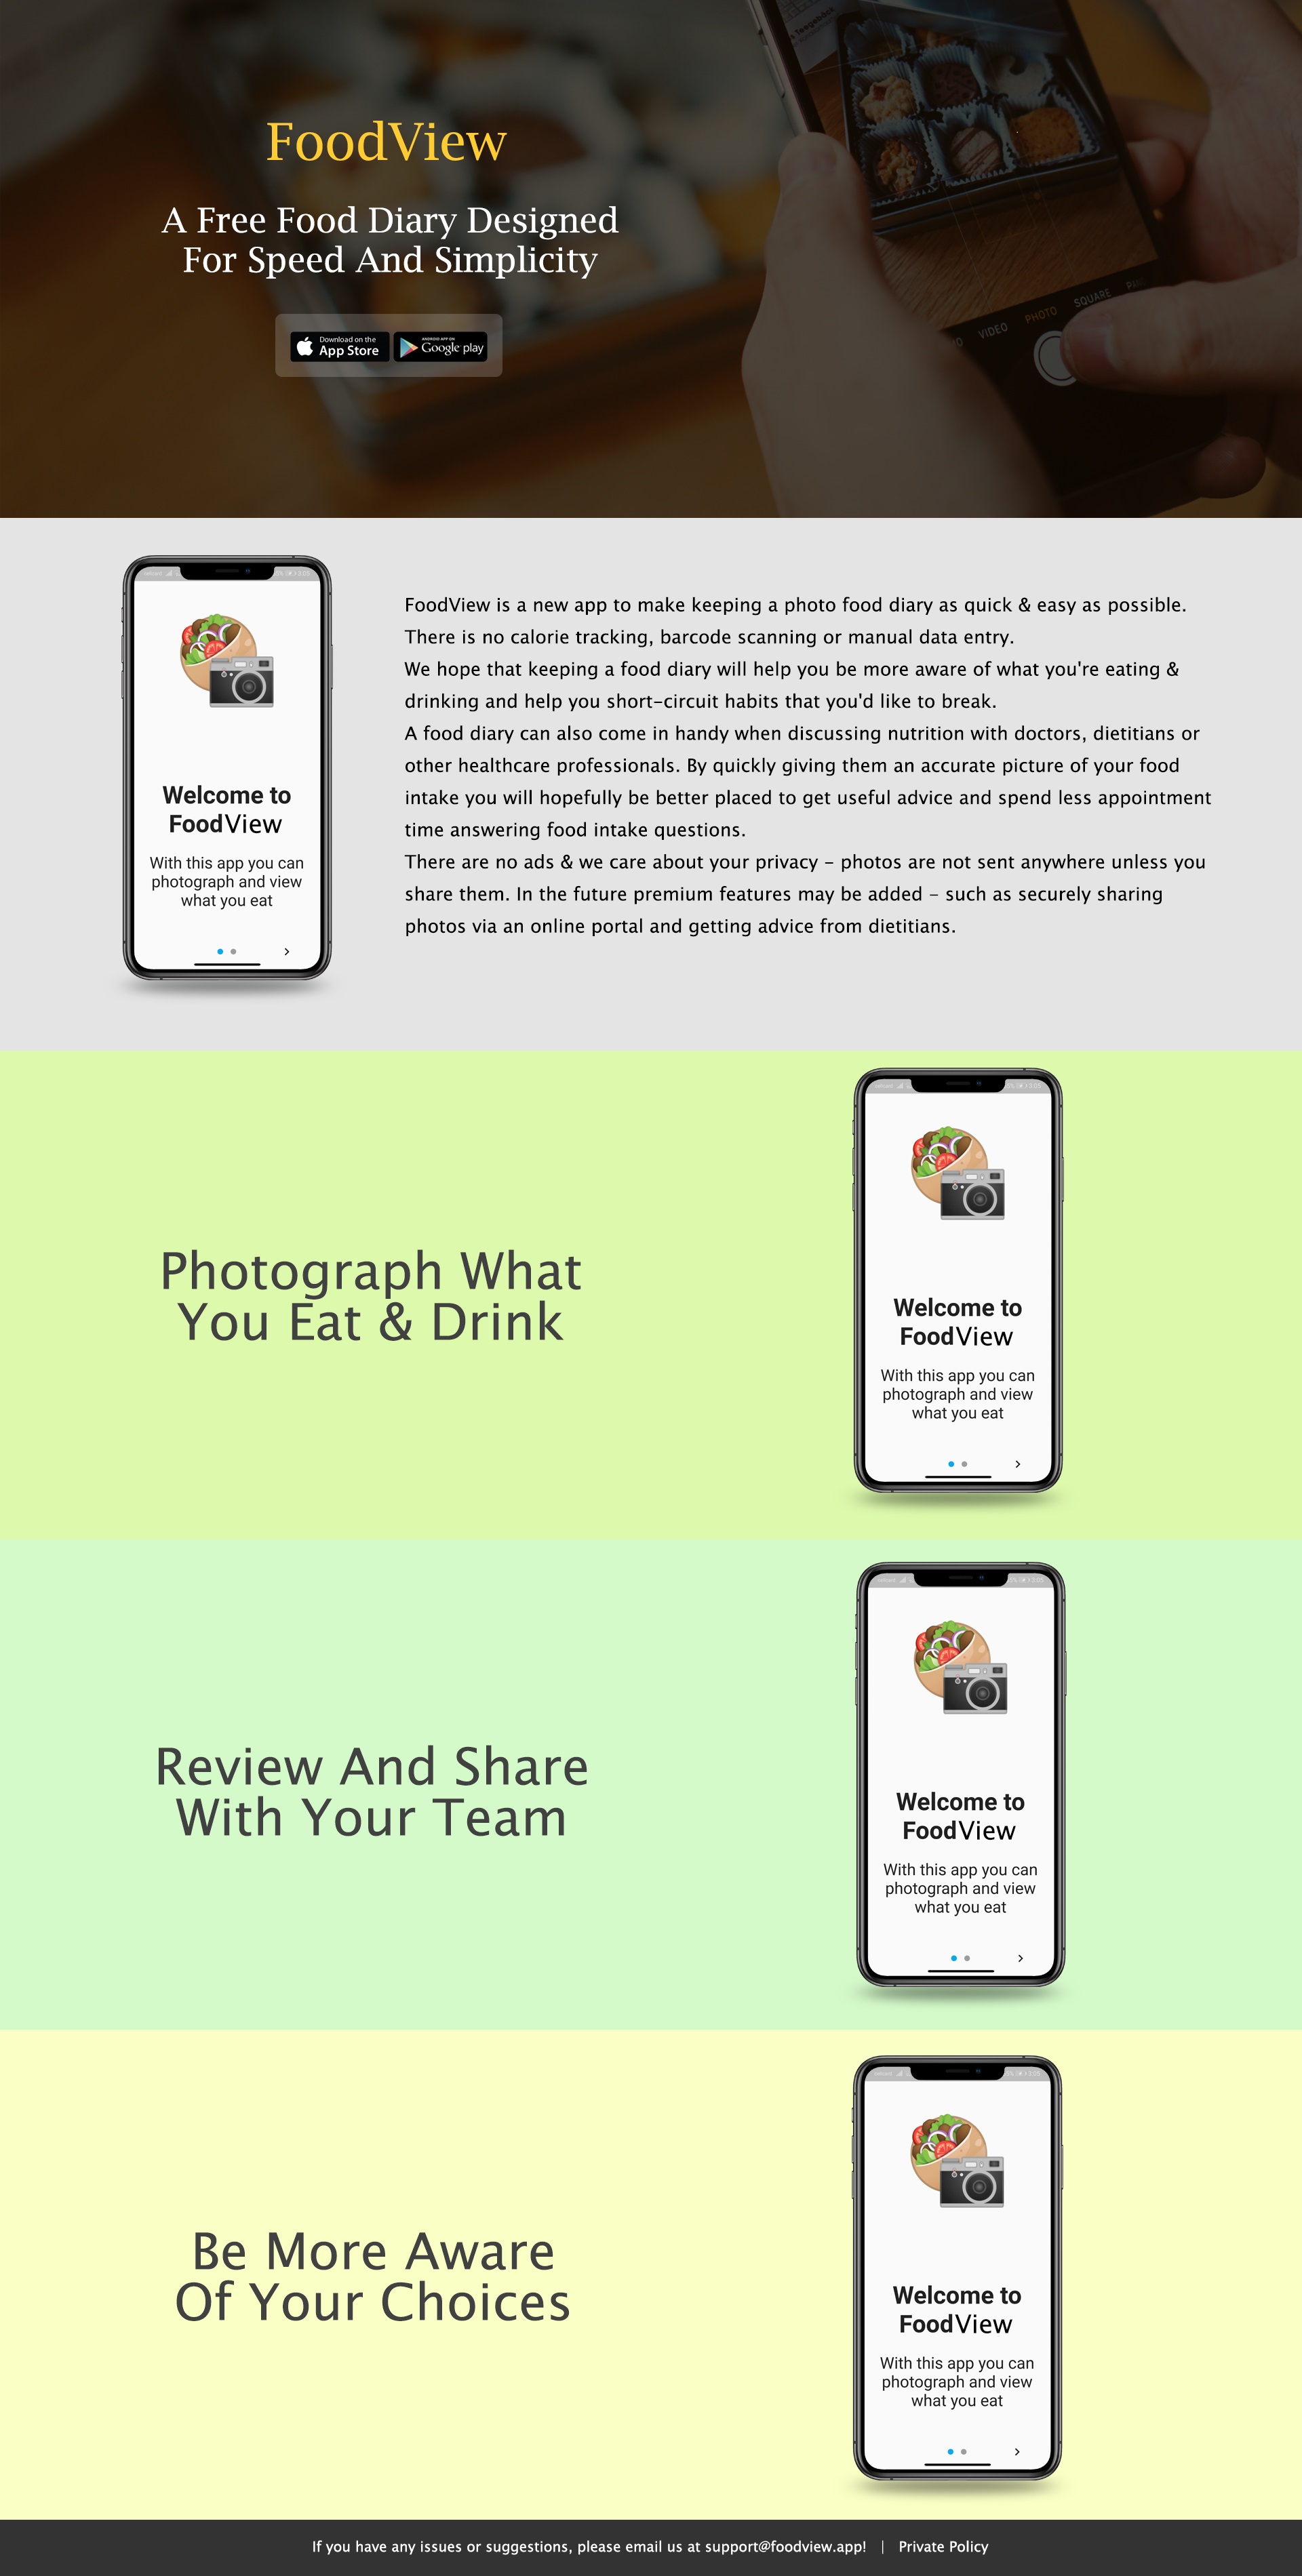 FoodView
A Free Food Diary Designed
For Speed And Simplicity
Download on the
App Store
ANDROID APP ON
Google play
VIDEO
PHOTO
SQUARE
FoodView is a new app to make keeping a photo food diary as quick & easy as possible.
There is no calorie tracking, barcode scanning or manual data entry.
We hope that keeping a food diary will help you be more aware of what you're eating &
drinking and help you short-circuit habits that you'd like to break.
A food diary can also come in handy when discussing nutrition with doctors, dietitians or
other healthcare professionals. By quickly giving them an accurate picture of your food
intake you will hopefully be better placed to get useful advice and spend less appointment
time answering food intake questions.
There are no ads & we care about your privacy – photos are not sent anywhere unless you
share them. In the future premium features may be added – such as securely sharing
photos via an online portal and getting advice from dietitians.
Welcome to
FoodView
With this app you can
photograph and view
what you eat
Photograph What
You Eat & Drink
Welcome to
FoodView
With this app you can
photograph and view
what you eat
Review And Share
With Your Team
Welcome to
FoodView
With this app you can
photograph and view
what you eat
Be More Aware
Of Your Choices
Welcome to
FoodView
With this app you can
photograph and view
what you eat
If you have any issues or suggestions, please email us at support@foodview.app! | Private Policy